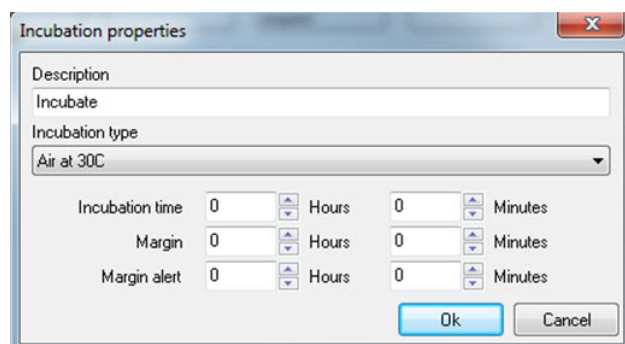 Incubation properties
Description
Incubate
Incubation type
Air at 30C
Incubation time 0 Hours 0 Minutes
Margin 0 Hours 0 Minutes
Margin alert 0 Hours 0 Minutes
Ok Cancel